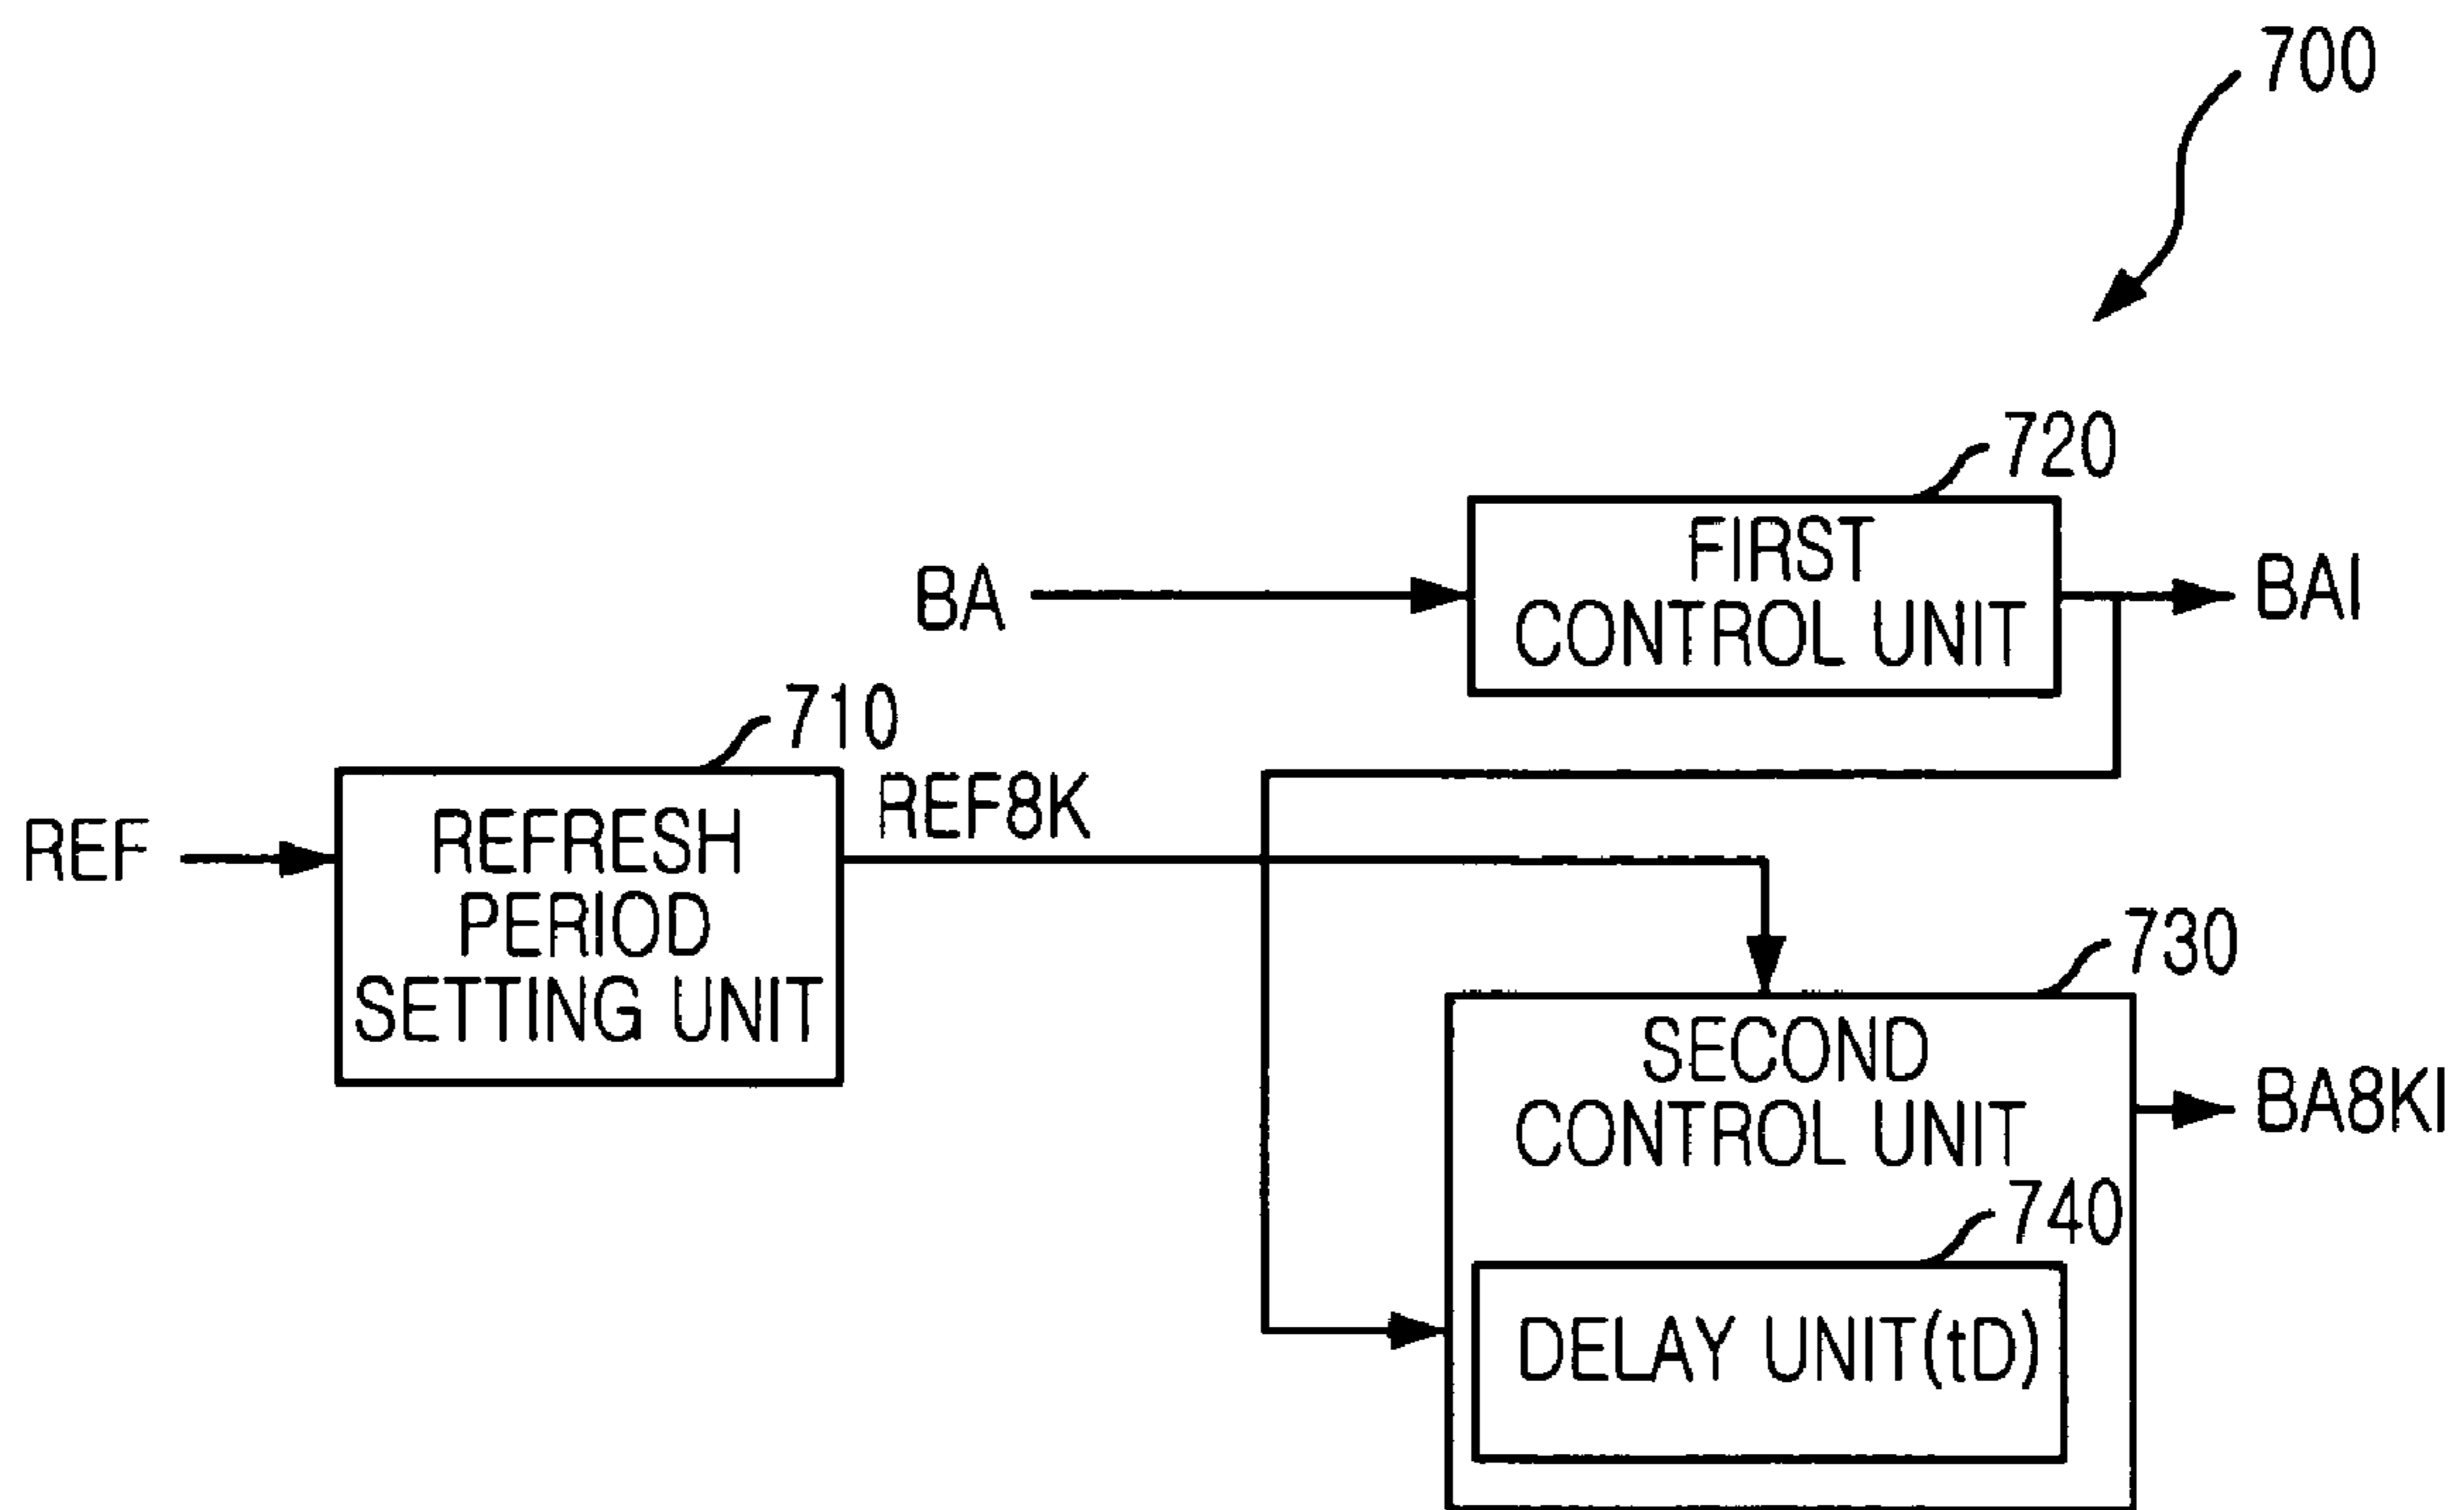 700
720
FIRST
CONTROL UNIT
BA
BAI
710
REF8K
REF
REFRESH
PERIOD
SETTING UNIT
730
SECOND
CONTROL UNIT
BA8KI
740
DELAY UNIT(tD)